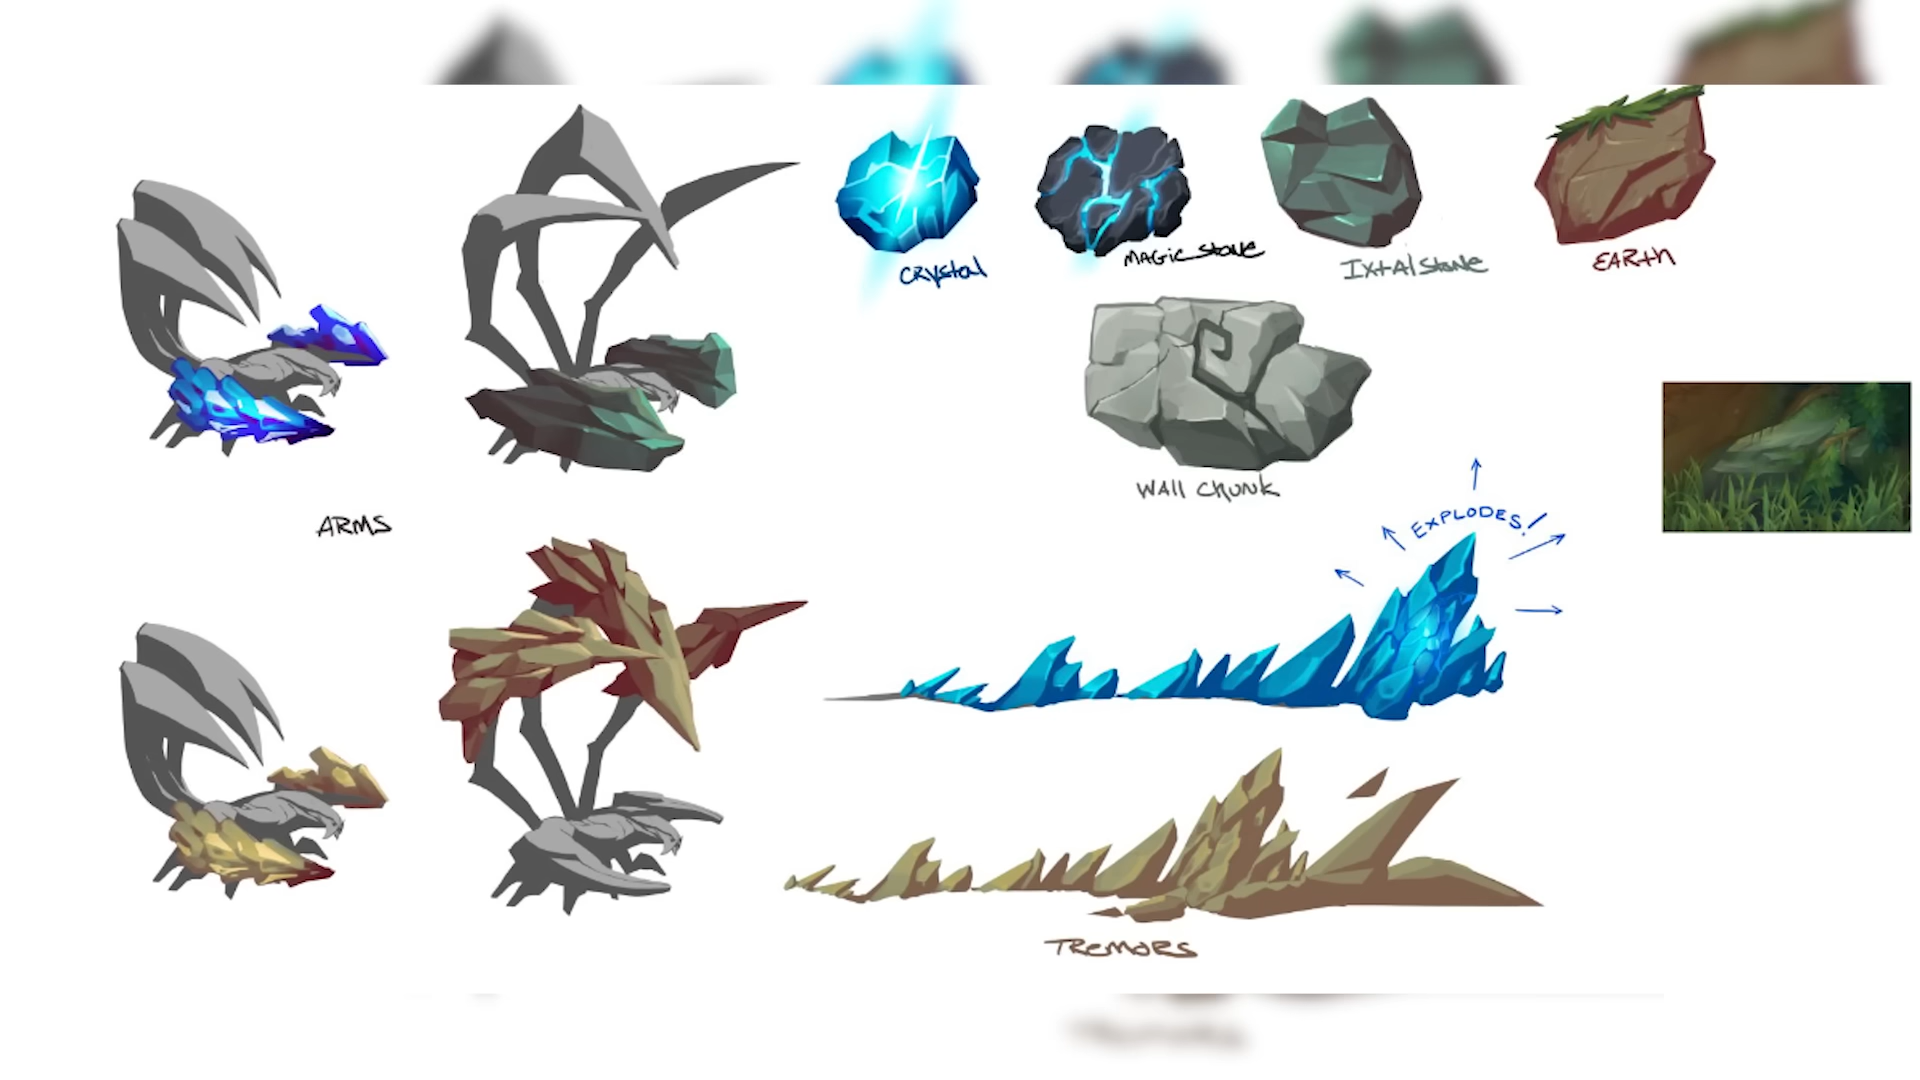 CRYStAl
MAGiC StoNE
IXtAl StoNE
EARtH
WAll CHUNK
ARMS
EXPLODES!
TREMORS